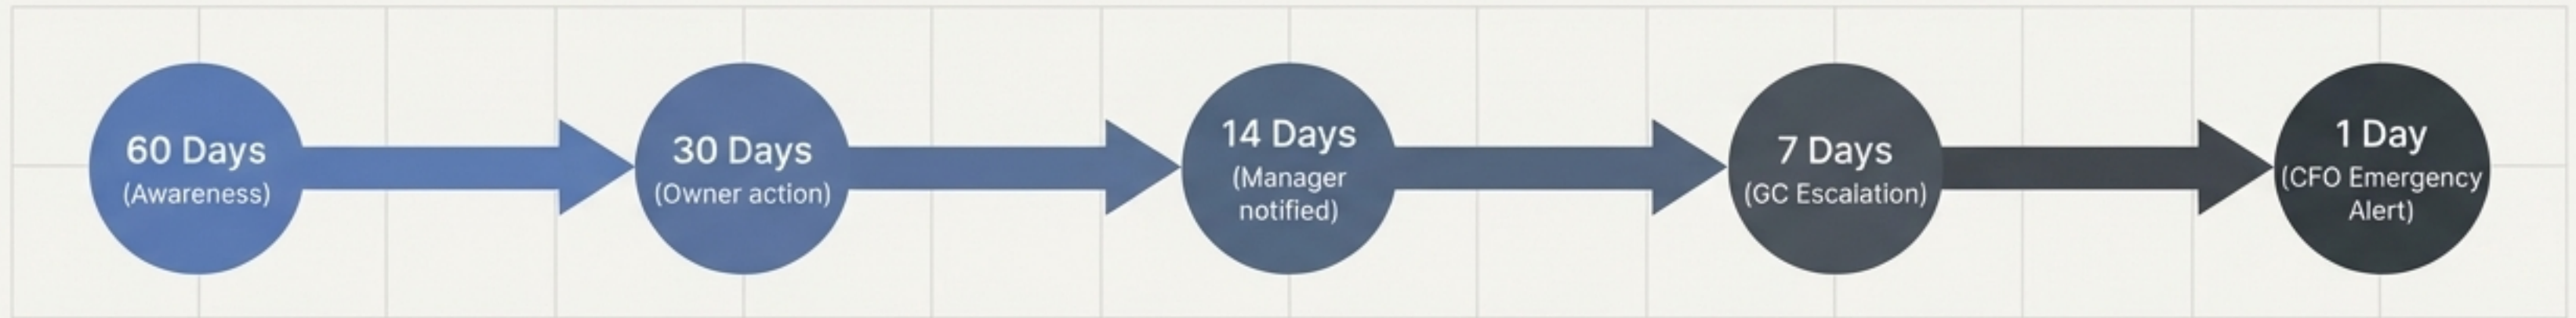 60 Days
(Awareness)
30 Days
(Owner action)
14 Days
(Manager
notified)
7 Days
(GC Escalation)
1 Day
(CFO Emergency
Alert)